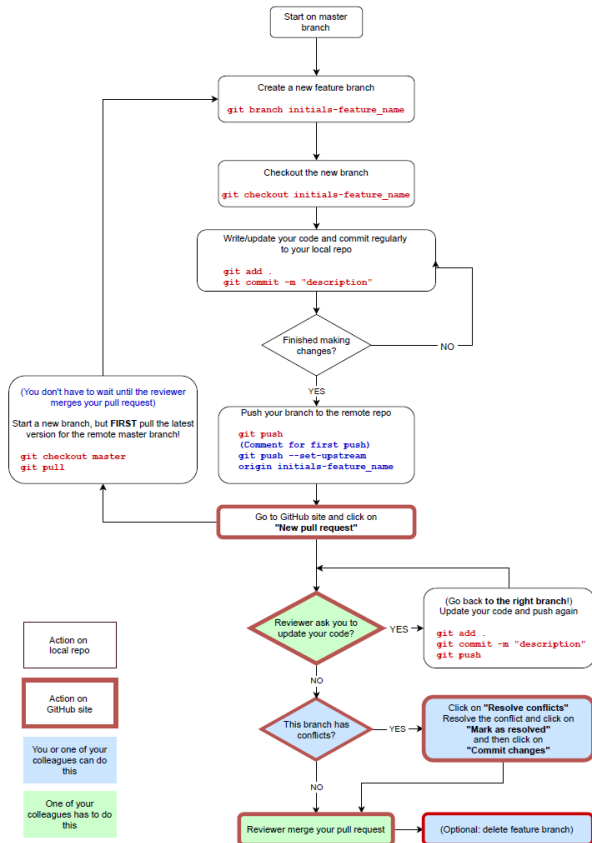 Start on master
branch
Create a new feature branch
git branch initials-feature_name
Checkout the new branch
git checkout initials-feature_name
Write/update your code and commit regularly
to your local repo
git add .
git commit -m "description"
Finished making
changes?
NO
YES
(You don't have to wait until the reviewer
merges your pull request)
Start a new branch, but FIRST pull the latest
version for the remote master branch!
git checkout master
git pull
Push your branch to the remote repo
git push
(Comment for first push)
git push --set-upstream
origin initials-feature_name
Go to GitHub site and click on
"New pull request"
Reviewer ask you to
update your code?
YES
(Go back to the right branch!)
Update your code and push again
git add .
git commit -m "description"
git push
NO
This branch has
conflicts?
YES
Click on "Resolve conflicts"
Resolve the conflict and click on
"Mark as resolved"
and then click on
"Commit changes"
NO
Reviewer merge your pull request
(Optional: delete feature branch)
Action on
local repo
Action on
GitHub site
You or one of your
colleagues can do
this
One of your
colleagues has to do
this